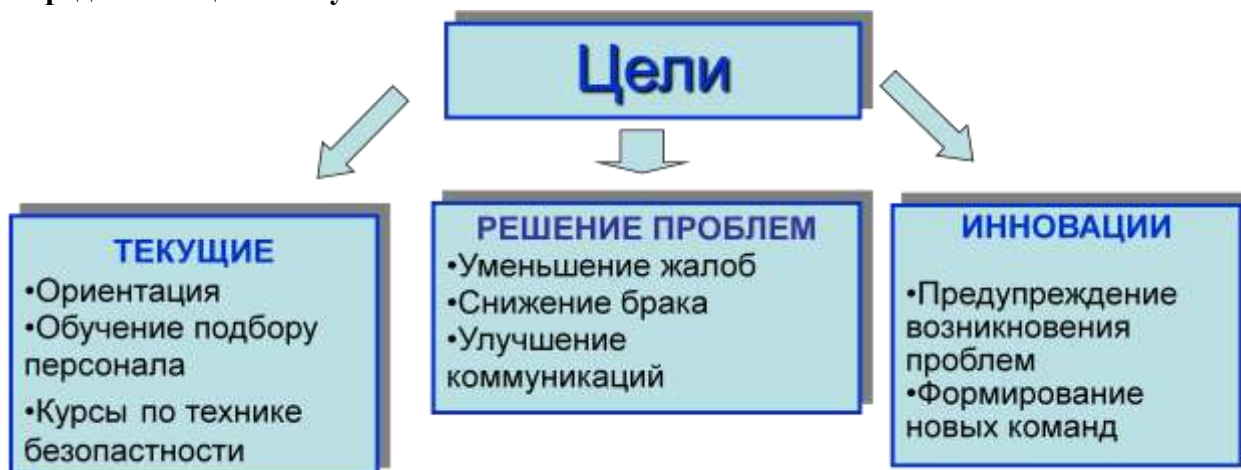 Цели
ТЕКУЩИЕ
•Ориентация
•Обучение подбору
персонала
•Курсы по технике
безопастности
РЕШЕНИЕ ПРОБЛЕМ
•Уменьшение жалоб
•Снижение брака
•Улучшение
коммуникаций
ИННОВАЦИИ
•Предупреждение
возникновения
проблем
•Формирование
новых команд